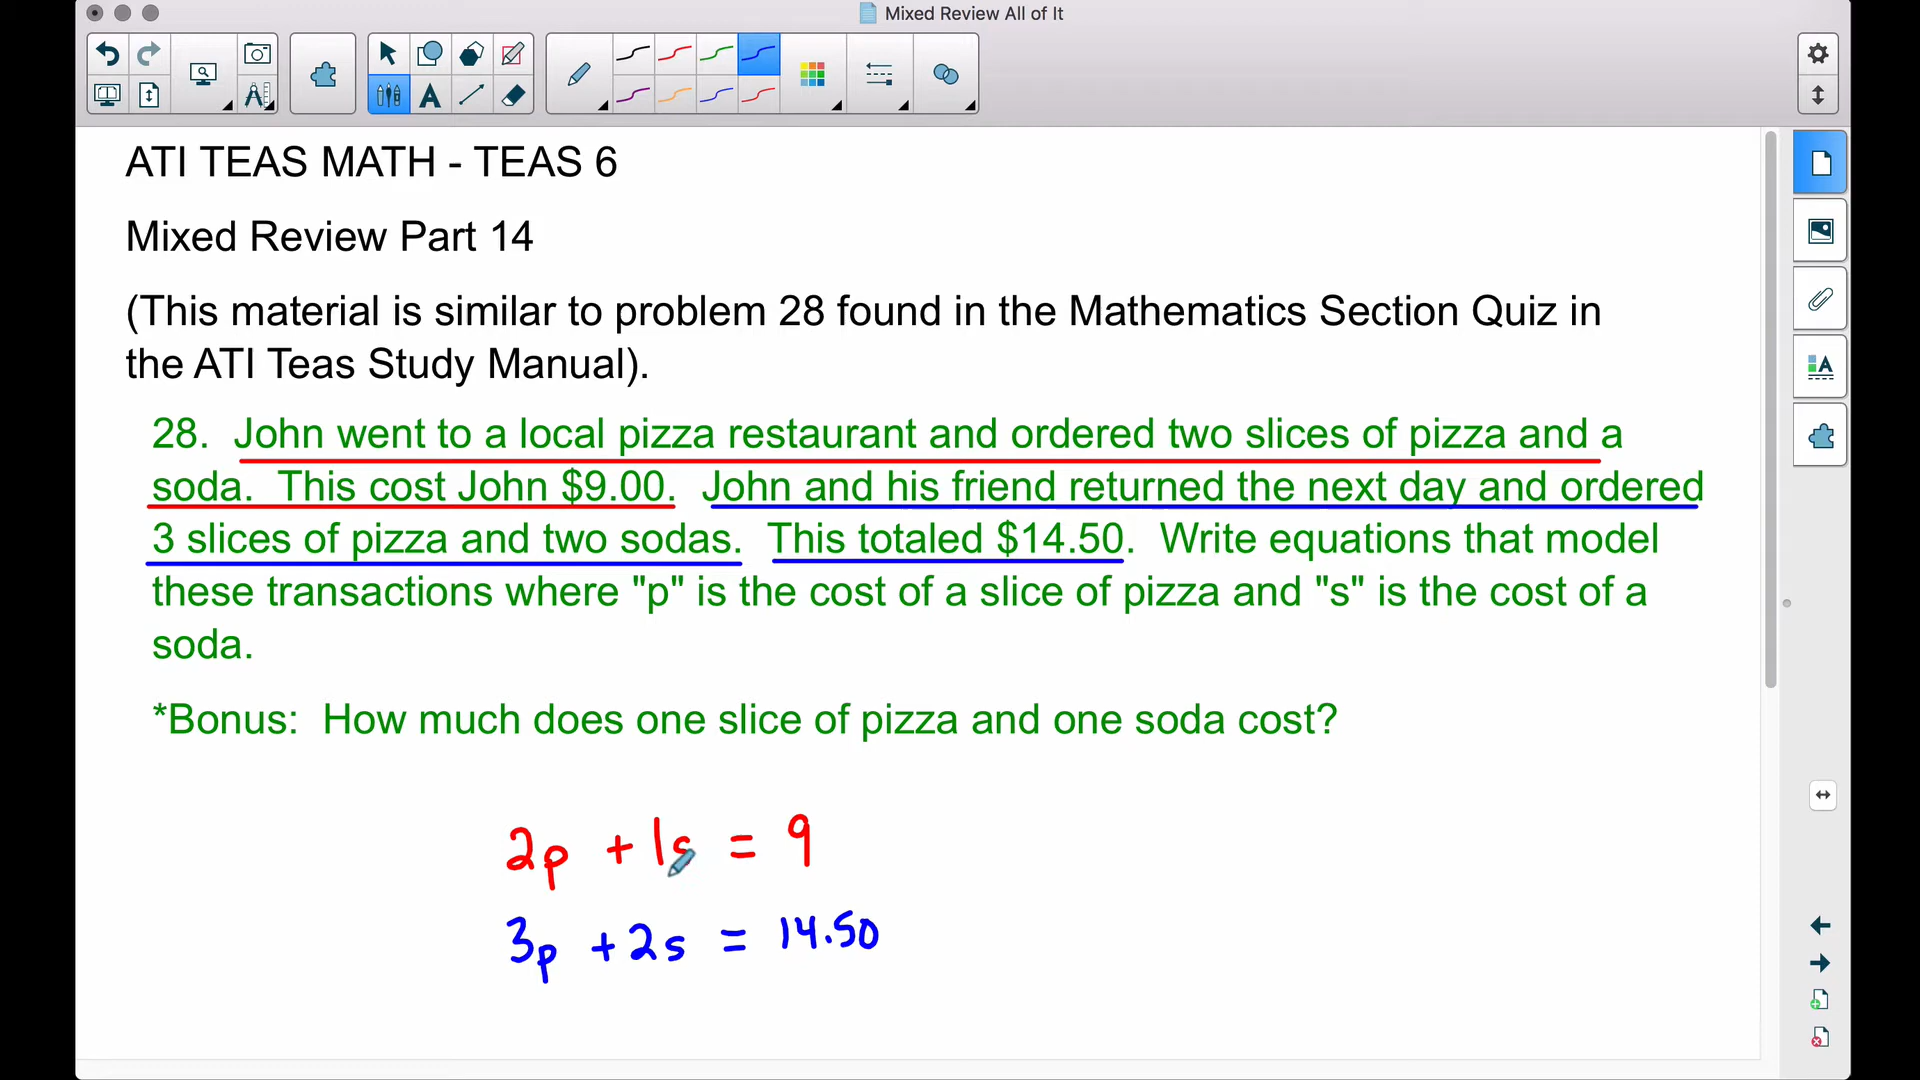 Mixed Review All of It
ATI TEAS MATH - TEAS 6
Mixed Review Part 14
(This material is similar to problem 28 found in the Mathematics Section Quiz in
the ATI Teas Study Manual).
28. John went to a local pizza restaurant and ordered two slices of pizza and a
soda. This cost John $9.00. John and his friend returned the next day and ordered
3 slices of pizza and two sodas. This totaled $14.50. Write equations that model
these transactions where "p" is the cost of a slice of pizza and "s" is the cost of a
soda.
*Bonus: How much does one slice of pizza and one soda cost?
2p + 1s = 9
3p + 2s = 14.50